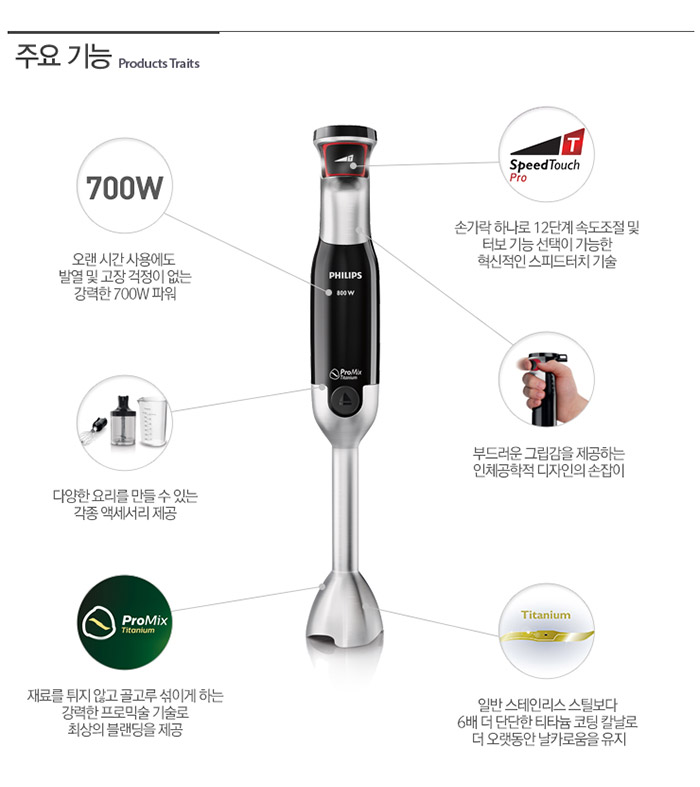 주요 기능 Products Traits
700W
오랜 시간 사용에도
발열 및 고장 걱정이 없는
강력한 700W 파워
T
SpeedTouch
Pro
손가락 하나로 12단계 속도조절 및
터보 기능 선택이 가능한
혁신적인 스피드터치 기술
PHILIPS
800 W
ProMix
Titanium
다양한 요리를 만들 수 있는
각종 액세서리 제공
부드러운 그립감을 제공하는
인체공학적 디자인의 손잡이
ProMix
Titanium
재료를 튀지 않고 골고루 섞이게 하는
강력한 프로믹술 기술로
최상의 블랜딩을 제공
Titanium
일반 스테인리스 스틸보다
6배 더 단단한 티타늄 코팅 칼날로
더 오랫동안 날카로움을 유지